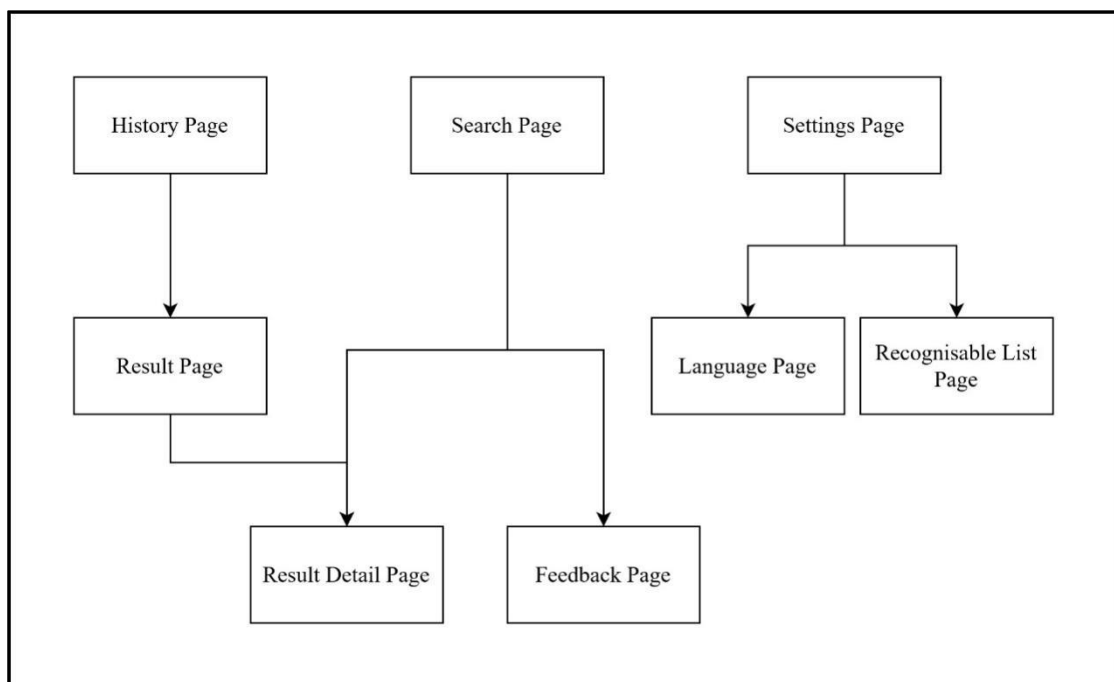 History Page
Search Page
Settings Page
Result Page
Language Page
Recognisable List
Page
Result Detail Page
Feedback Page